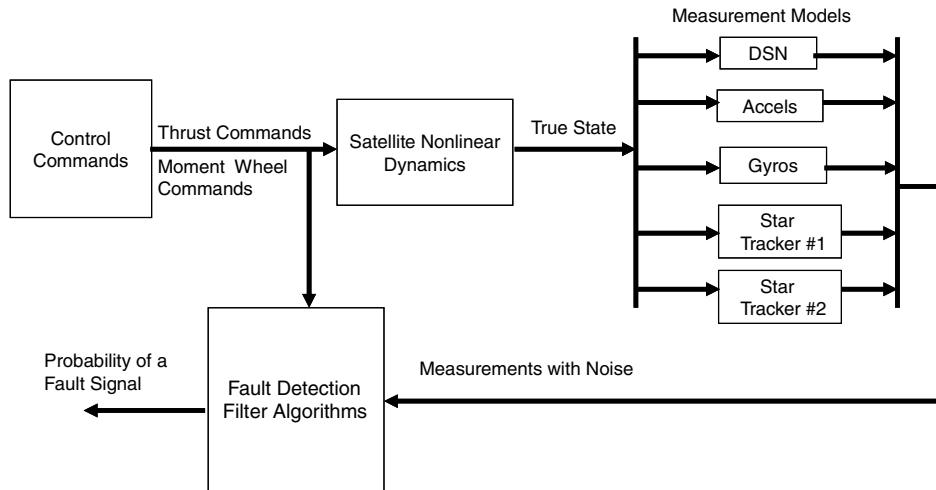 Measurement Models
DSN
Control
Commands
Thrust Commands
Moment Wheel
Commands
Satellite Nonlinear
Dynamics
True State
Accels
Gyros
Star
Tracker #1
Star
Tracker #2
Probability of a
Fault Signal
Fault Detection
Filter Algorithms
Measurements with Noise